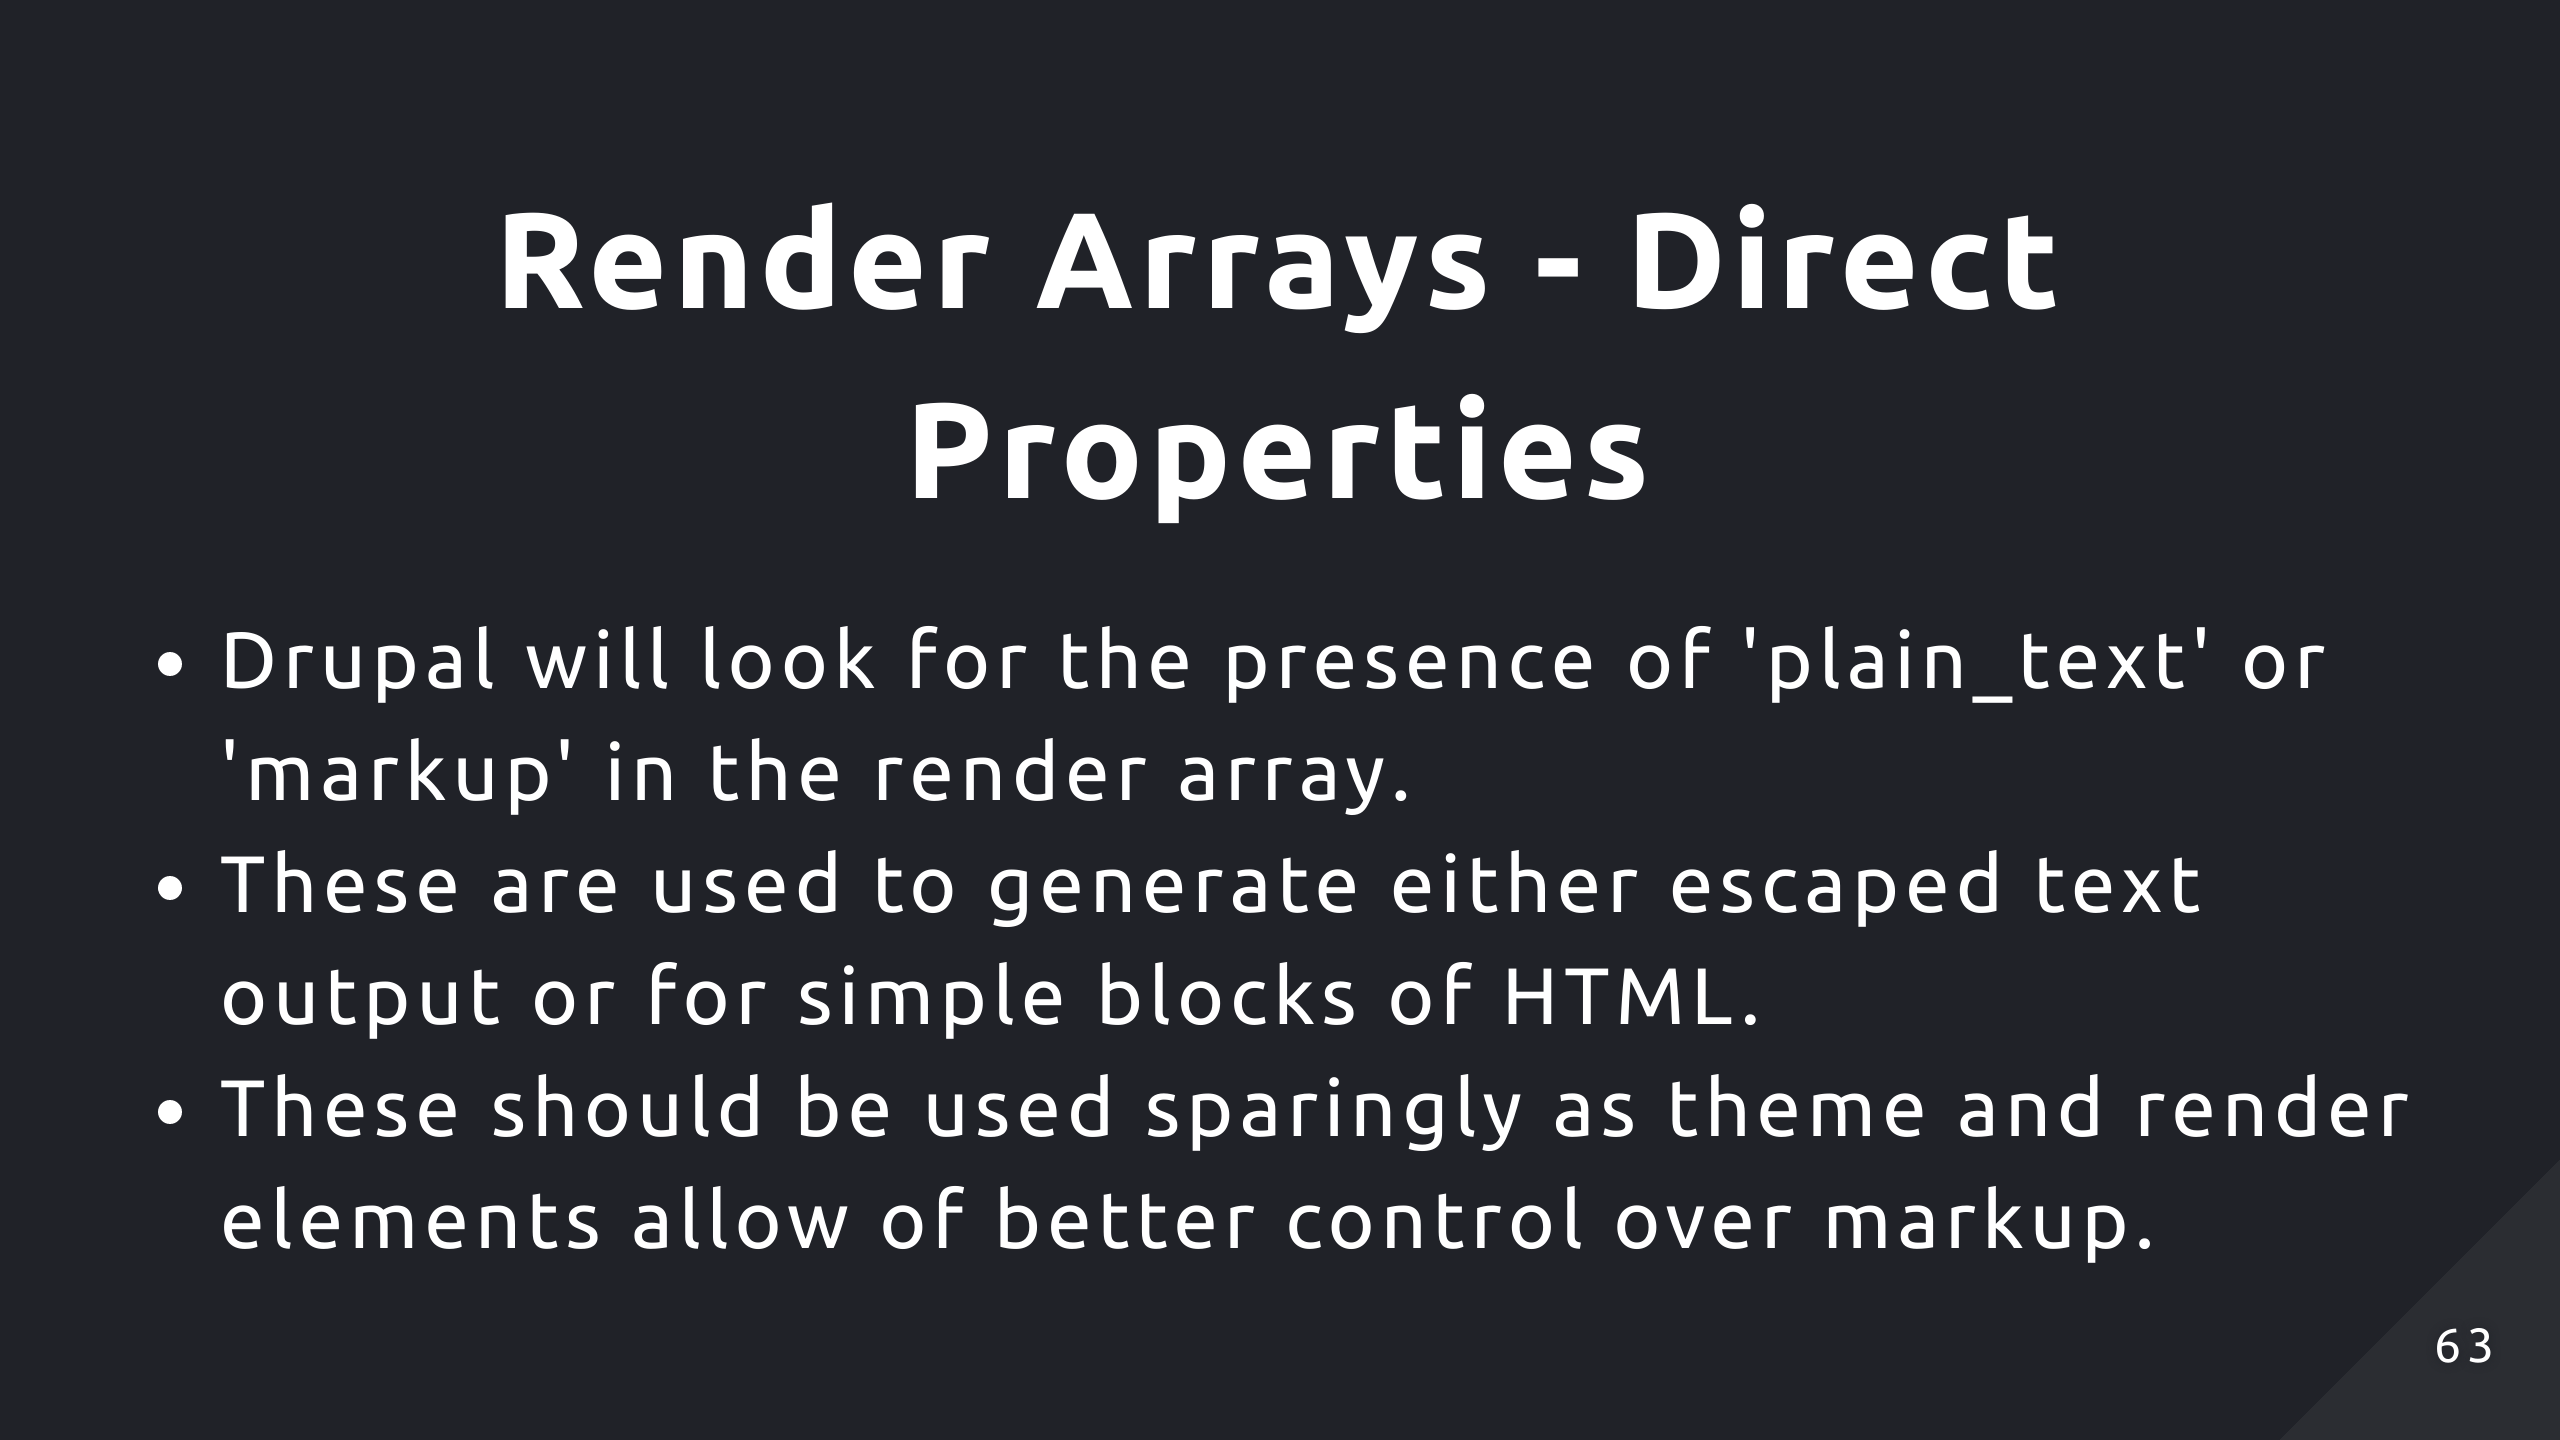 Render Arrays - Direct
Properties
• Drupal will look for the presence of 'plain_text' or
'markup' in the render array.
• These are used to generate either escaped text
output or for simple blocks of HTML.
• These should be used sparingly as theme and render
elements allow of better control over markup.
63